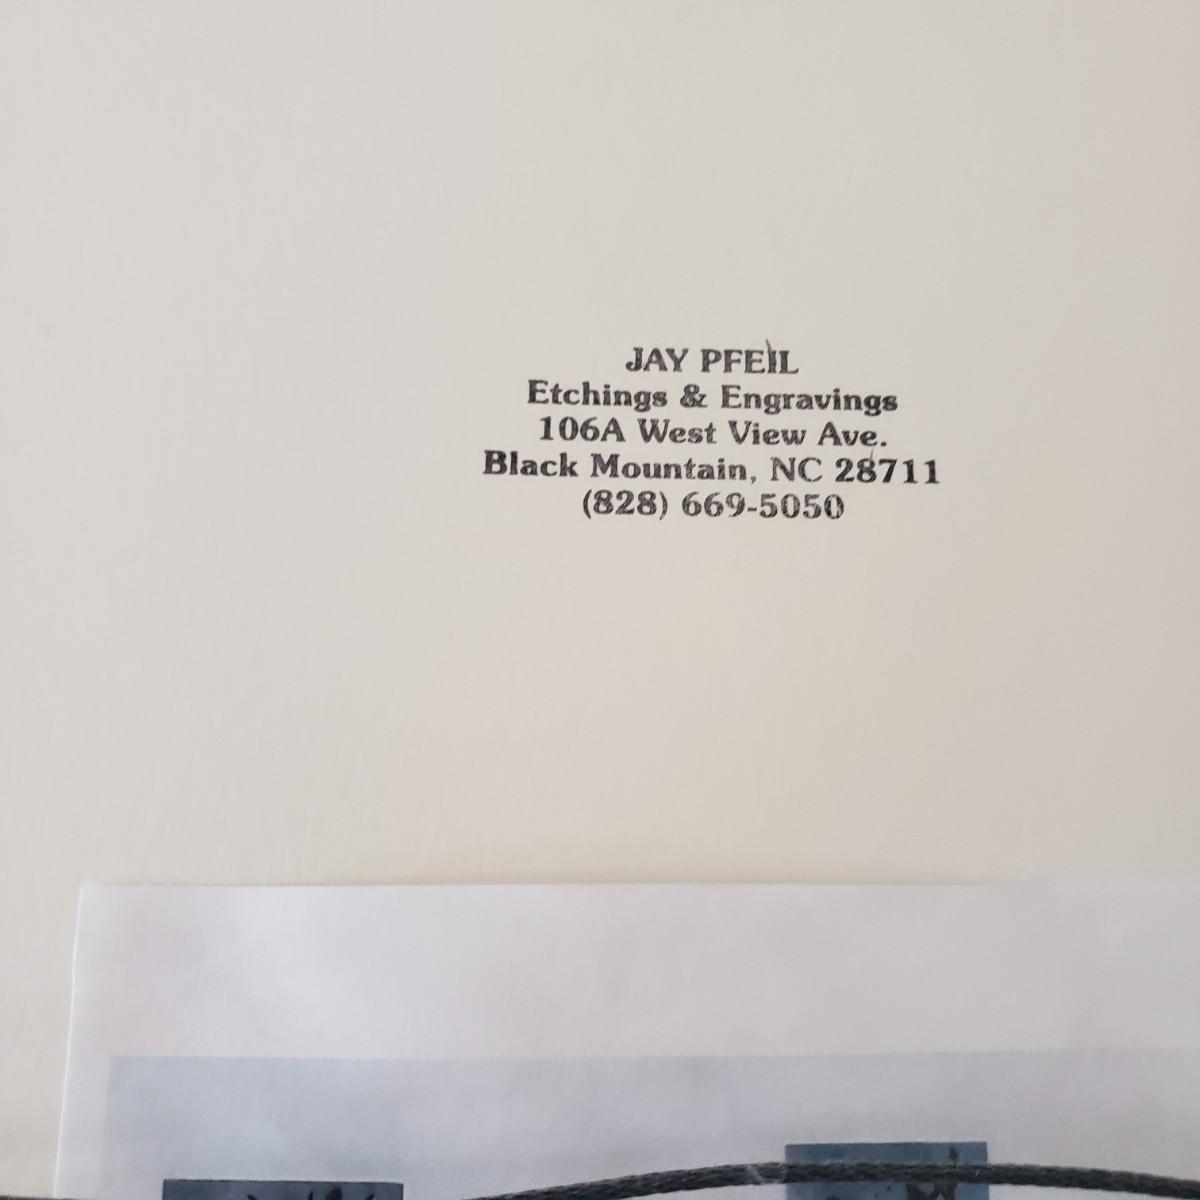 JAY PFEIL
Etchings & Engravings
106A West View Ave.
Black Mountain, NC 28711
(828) 669-5050